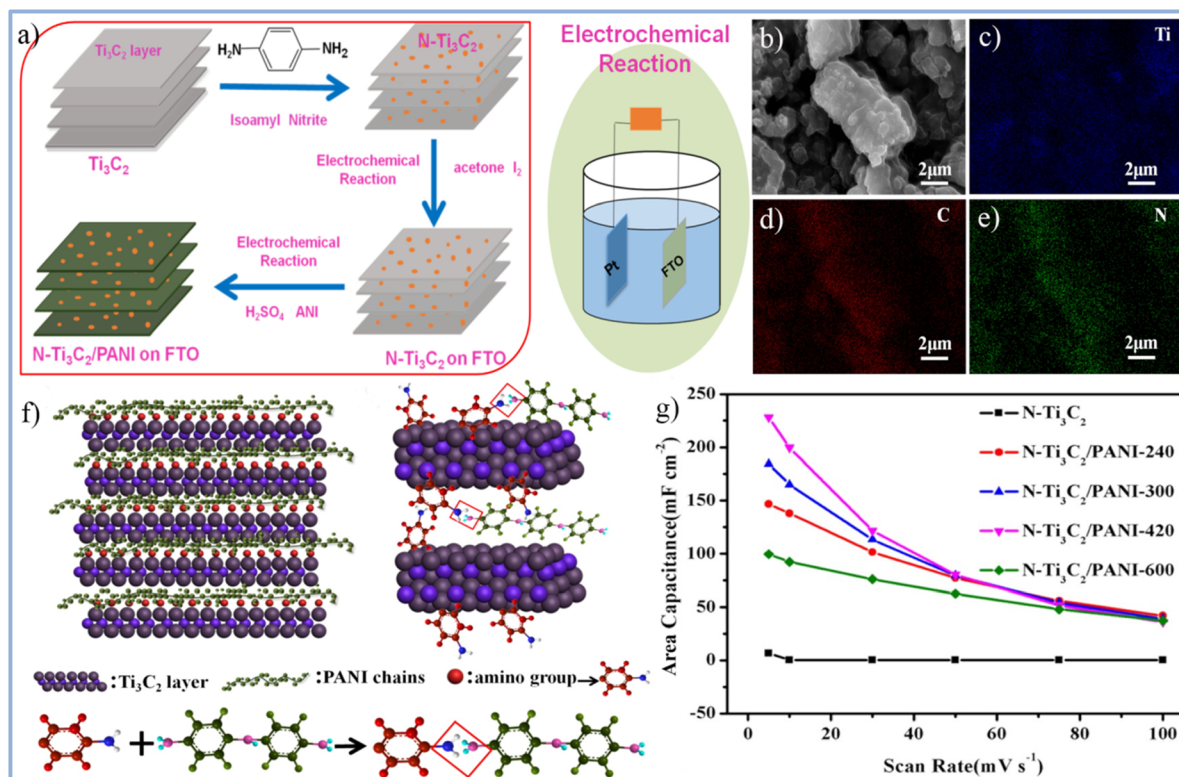 a)
Ti₃C₂ layer
Ti₃C₂
H₂N
NH₂
Isoamyl Nitrite
N-Ti₃C₂
Electrochemical
Reaction
acetone I₂
N-Ti₃C₂ on FTO
Electrochemical
Reaction
H₂SO₄ ANI
N-Ti₃C₂/PANI on FTO
Electrochemical
Reaction
Pt
FTO
b)
2μm
c)
Ti
2μm
d)
C
2μm
e)
N
2μm
f)
:Ti₃C₂ layer
:PANI chains
:amino group
g)
N-Ti₃C₂
N-Ti₃C₂/PANI-240
N-Ti₃C₂/PANI-300
N-Ti₃C₂/PANI-420
N-Ti₃C₂/PANI-600
Area Capacitance(mF cm⁻²)
250
200
150
100
50
0
-50
0 20 40 60 80 100
Scan Rate(mV s⁻¹)